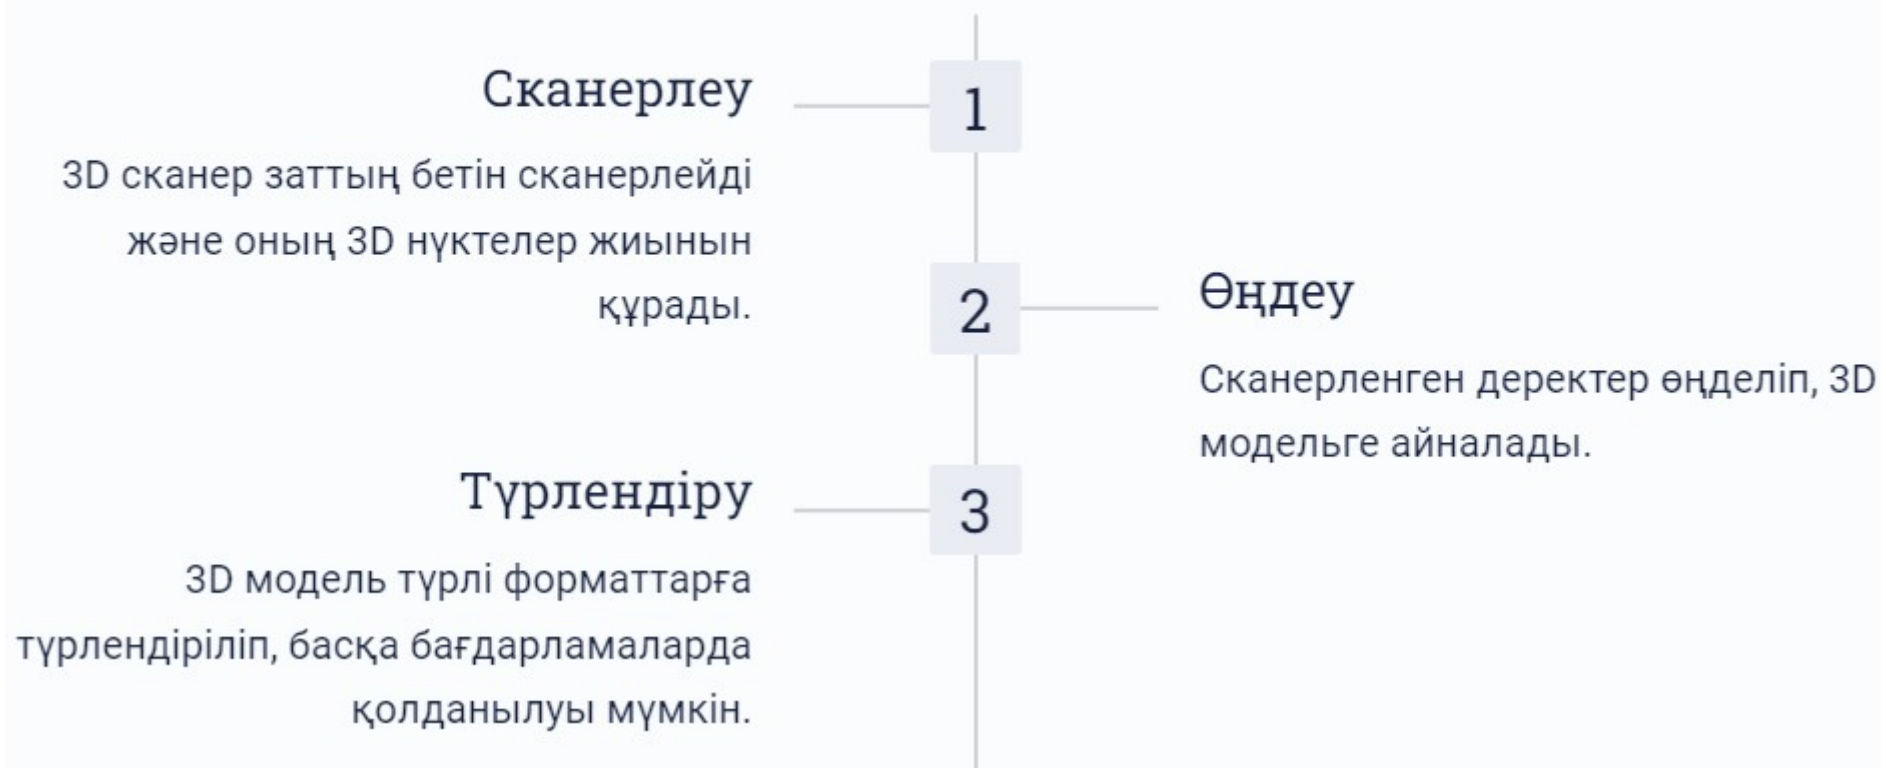 Сканерлеу
1
3D сканер заттың бетін сканерлейді
және оның 3D нүктелер жиынын
құрады.
2
Өңдеу
Сканерленген деректер өңделіп, 3D
модельге айналады.
Түрлендіру
3
3D модель түрлі форматтарға
түрлендіріліп, басқа бағдарламаларда
қолданылуы мүмкін.